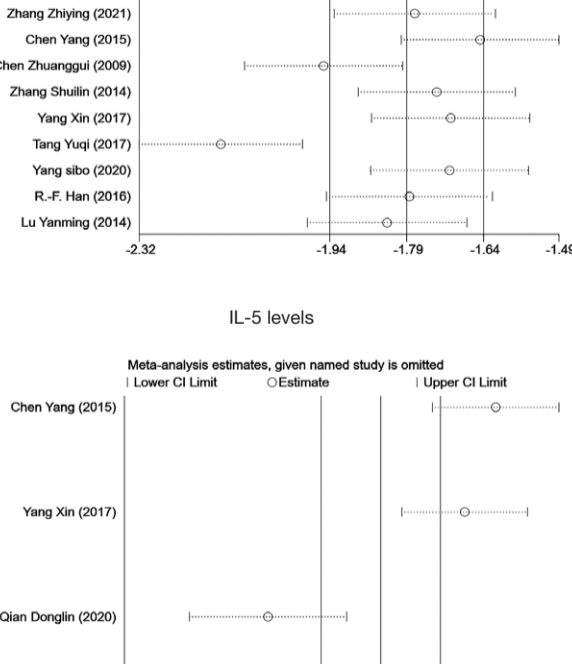 Zhang Zhiying (2021)
Chen Yang (2015)
Chen Zhuanggui (2009)
Zhang Shuilin (2014)
Yang Xin (2017)
Tang Yuqi (2017)
Yang sibo (2020)
R.-F. Han (2016)
Lu Yanming (2014)
-2.32 -1.94 -1.79 -1.64 -1.49
IL-5 levels
Meta-analysis estimates, given named study is omitted
Lower CI Limit Estimate Upper CI Limit
Chen Yang (2015)
Yang Xin (2017)
Qian Donglin (2020)